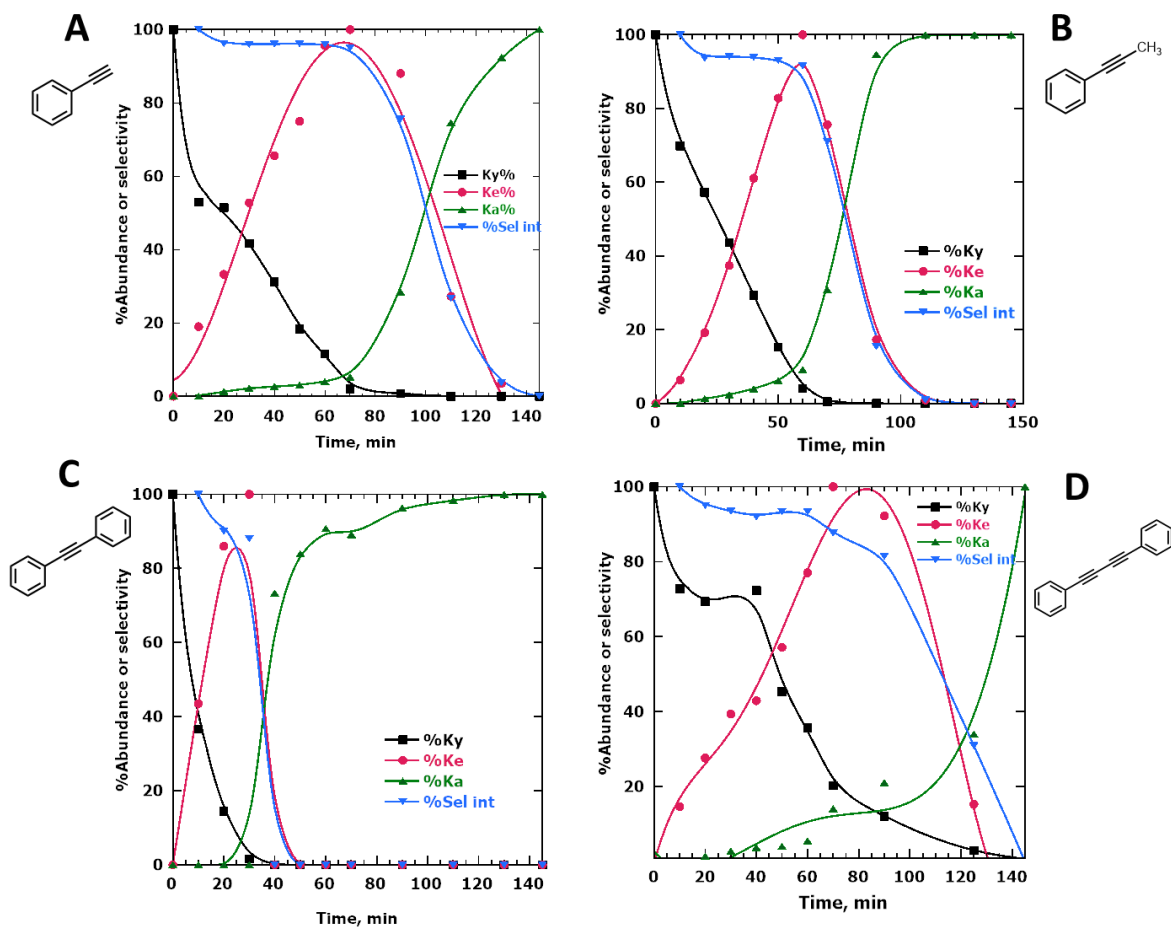 A
%Abundance or selectivity
100
80
60
40
20
0
Ky%
Ke%
Ka%
%Sel int
0 20 40 60 80 100 120 140
Time, min
B
CH3
%Abundance or selectivity
100
80
60
40
20
0
%Ky
%Ke
%Ka
%Sel int
0 50 100 150
Time, min
C
%Abundance or selectivity
100
80
60
40
20
0
%Ky
%Ke
%Ka
%Sel int
0 20 40 60 80 100 120 140
Time, min
D
%Abundance or selectivity
100
80
60
40
20
%Ky
%Ke
%Ka
%Sel int
0 20 40 60 80 100 120 140
Time, min